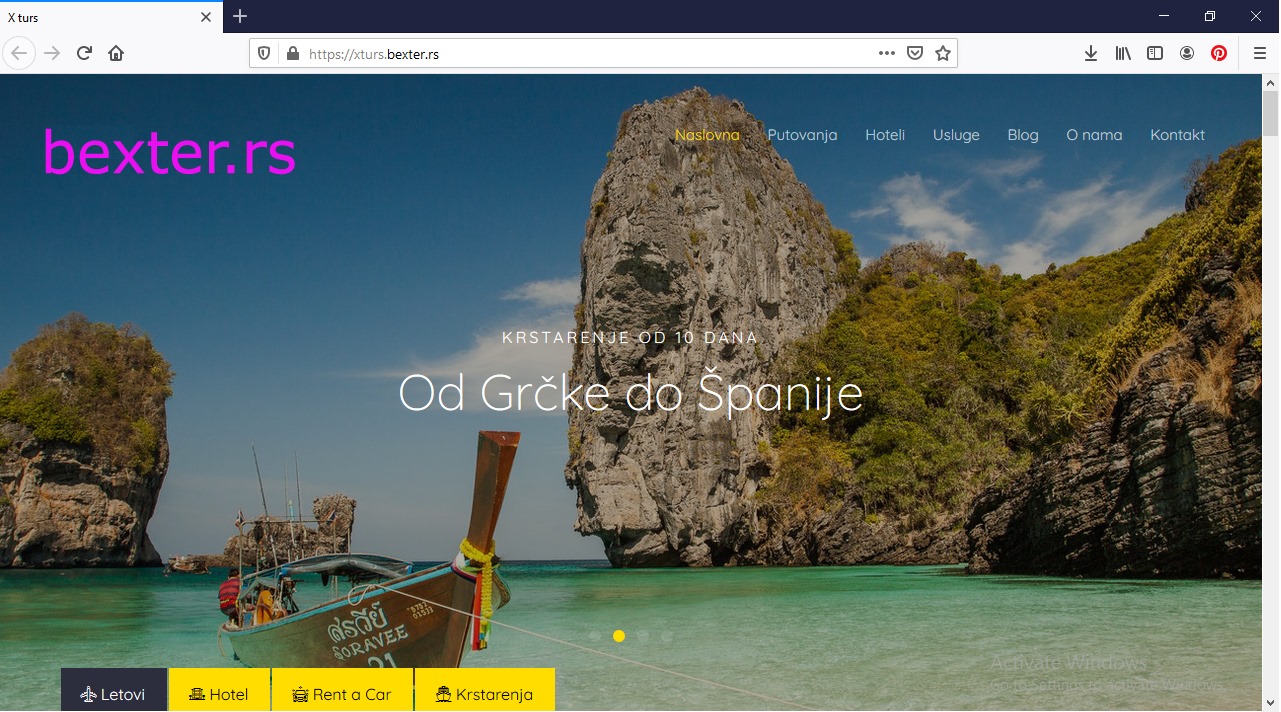 X turs
https://xturs.bexter.rs
bexter.rs
Naslovna Putovanja Hoteli Usluge Blog O nama Kontakt
KRSTARENJE OD 10 DANA
Od Grčke do Španije
สรวีย์
SORAVEE
21
Letovi Hotel Rent a Car Krstarenja
Activate Windows
Go to Settings to activate Windows.